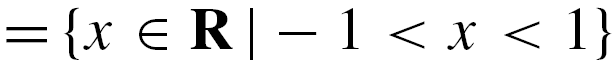 = {x ∈ R | − 1 < x < 1}